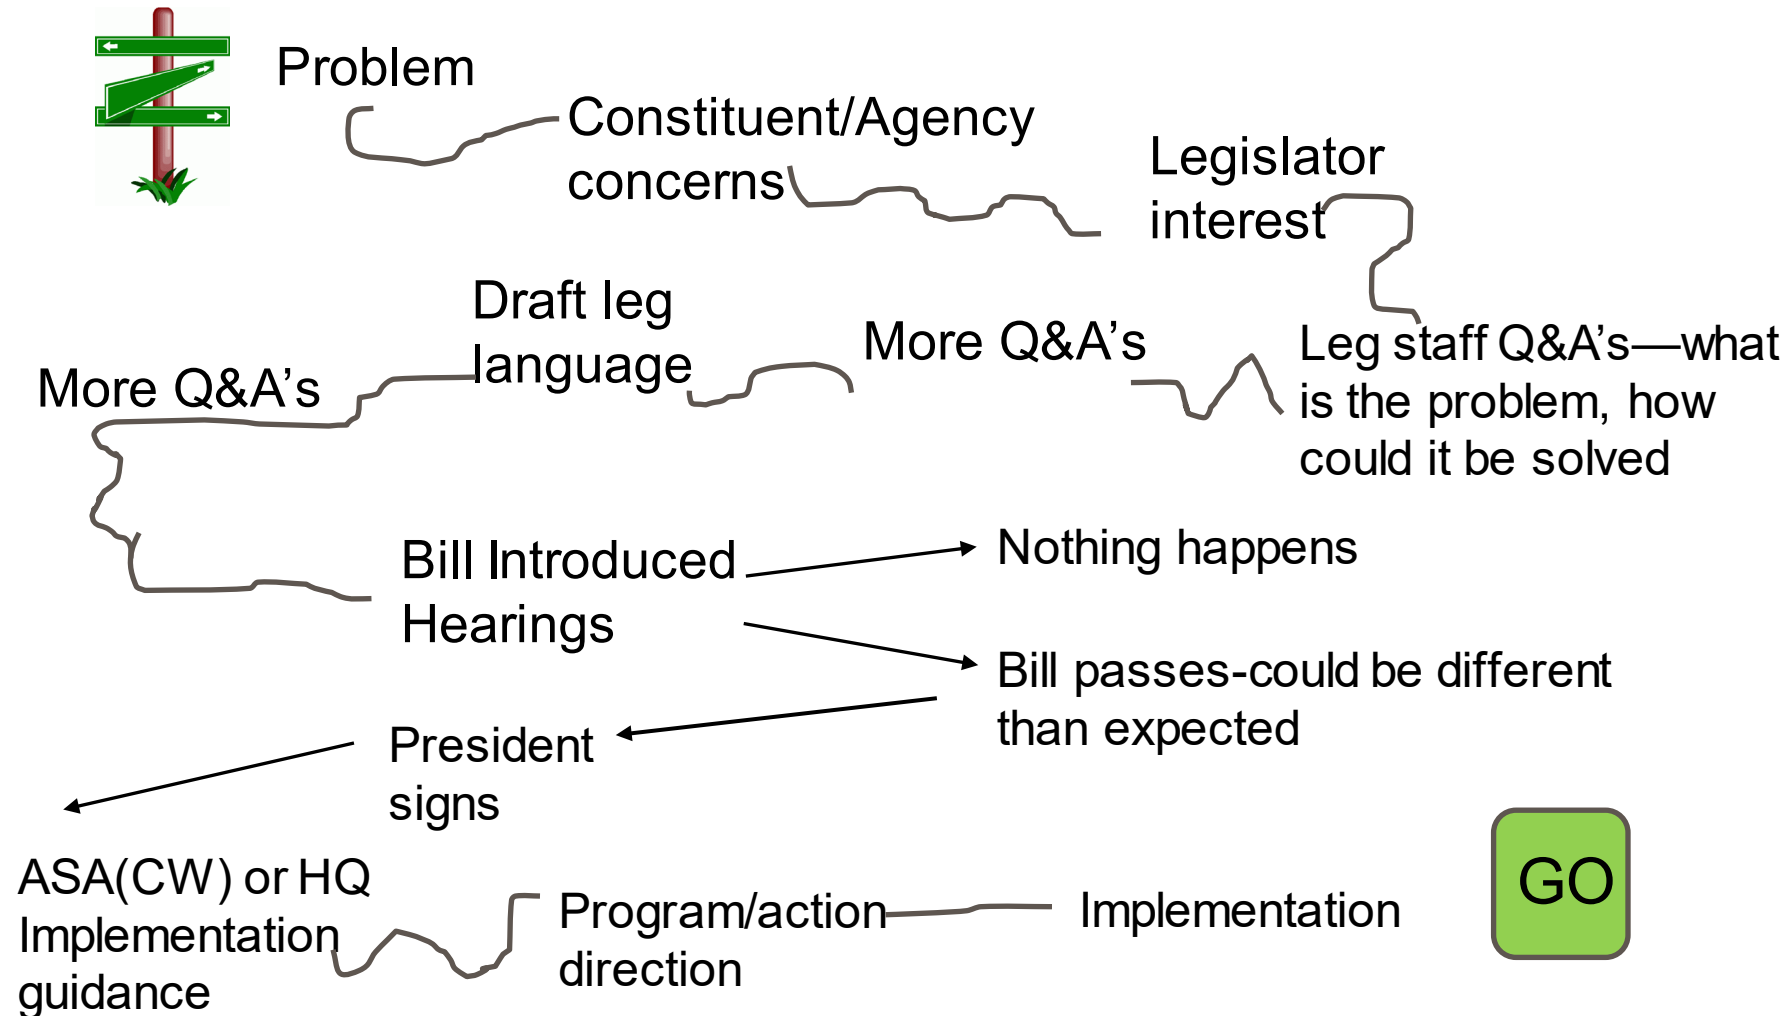 Problem
Constituent/Agency
concerns
Legislator
interest
Leg staff Q&A’s—what
is the problem, how
could it be solved
More Q&A’s
Draft leg
language
More Q&A’s
Bill Introduced
Hearings
Nothing happens
Bill passes-could be different
than expected
President
signs
ASA(CW) or HQ
Implementation
guidance
Program/action
direction
Implementation
GO